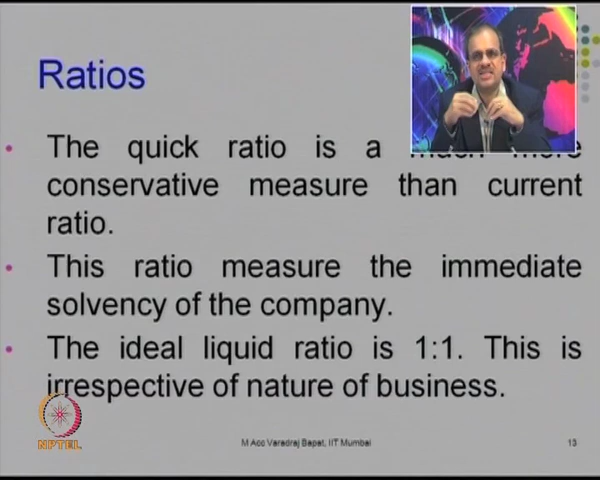 Ratios
• The quick ratio is a much more
conservative measure than current
ratio.
• This ratio measure the immediate
solvency of the company.
• The ideal liquid ratio is 1:1. This is
irrespective of nature of business.
NPTEL
M Acc Varadraj Bapat, IIT Mumbai
13